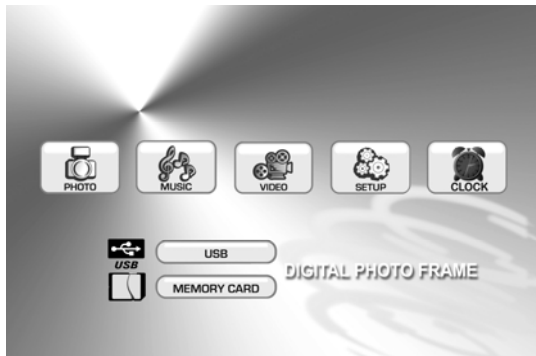 PHOTO MUSIC VIDEO SETUP CLOCK
USB USB
DIGITAL PHOTO FRAME
MEMORY CARD